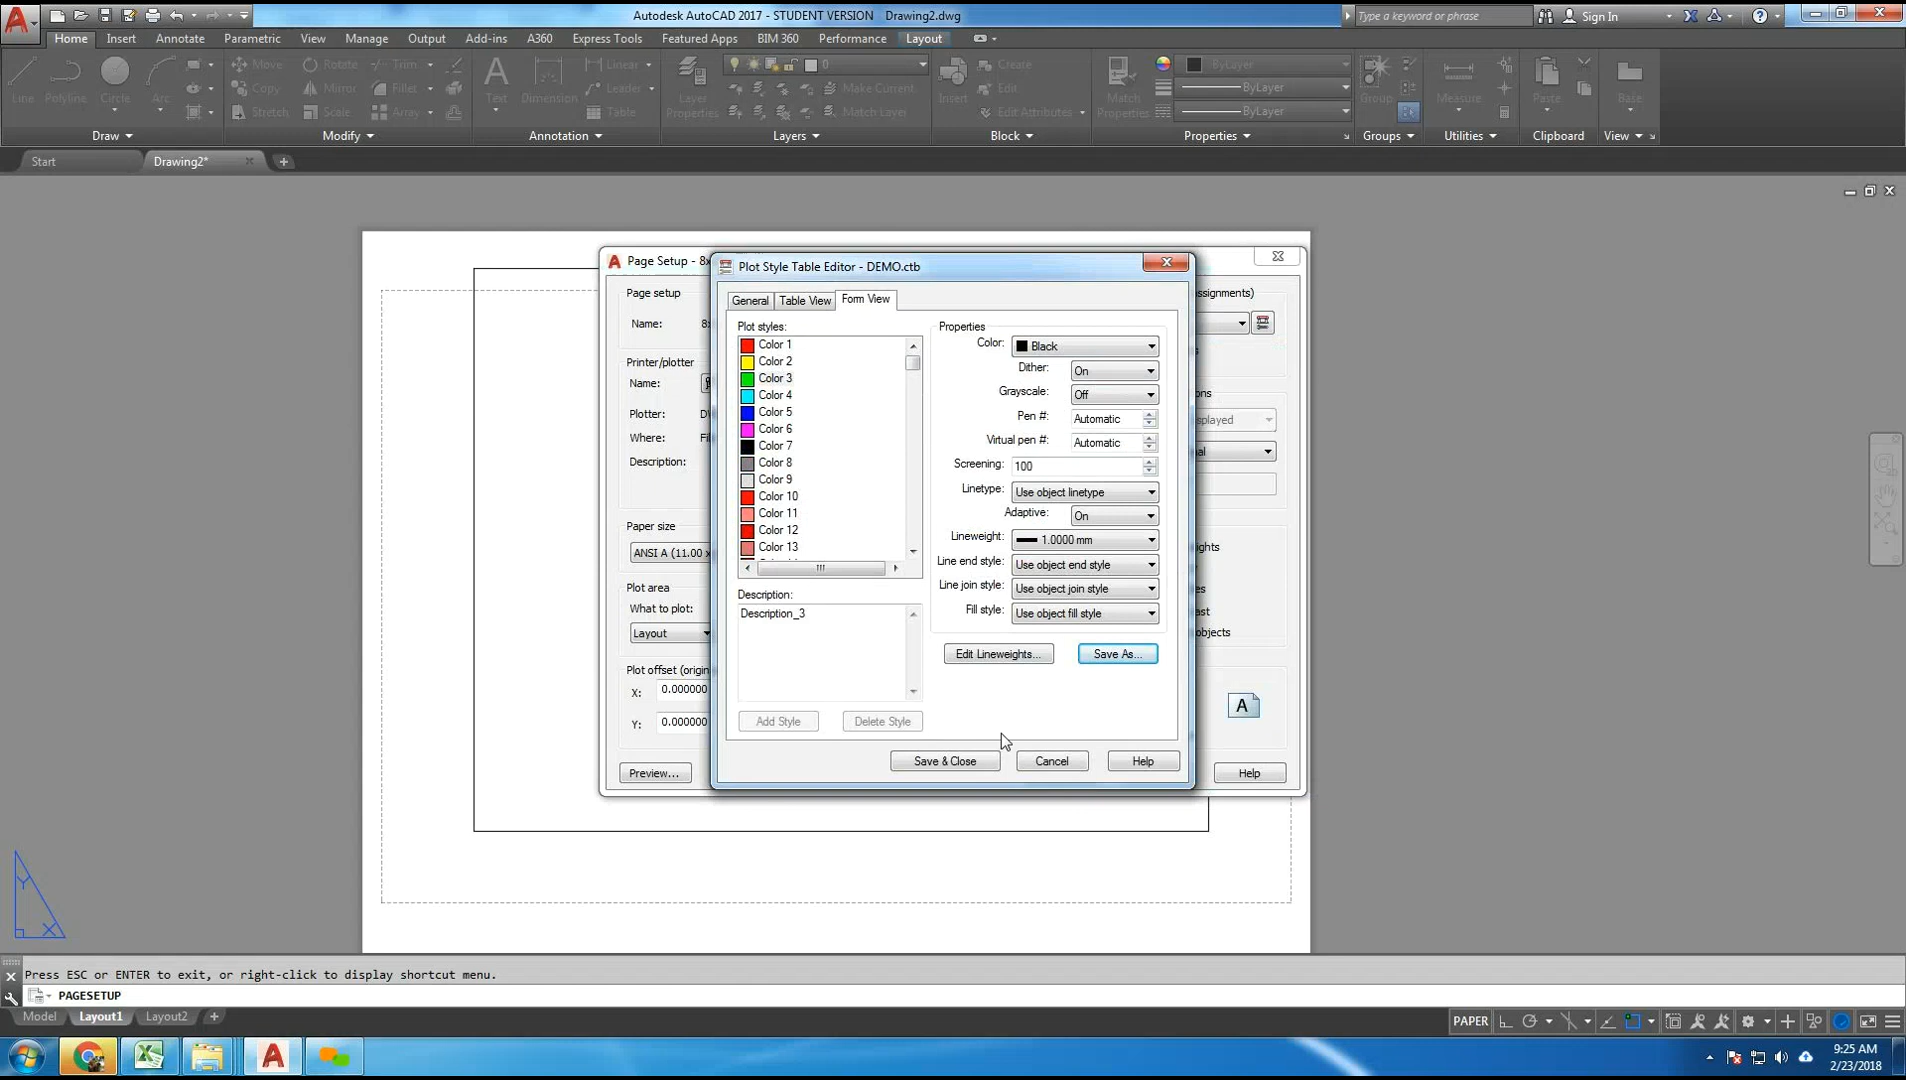 Autodesk AutoCAD 2017 - STUDENT VERSION Drawing2.dwg
Type a keyword or phrase
Sign In
Home Insert Annotate Parametric View Manage Output Add-ins A360 Express Tools Featured Apps BIM 360 Performance Layout
Line Polyline Circle Arc
Move Rotate Trim
Copy Mirror Fillet
Stretch Scale Array
Text Dimension
Linear
Leader
Table
Layer Properties
0
Make Current
Match Layer
Insert
Create
Edit
Edit Attributes
Match Properties
ByLayer
ByLayer
ByLayer
Group
Measure
Paste
Base
Draw Modify Annotation Layers Block Properties Groups Utilities Clipboard View
Start Drawing2*
Page Setup - 8x
Page setup
Name: 8x
Printer/plotter
Name:
Plotter: DW
Where: Fil
Description:
Paper size
ANSI A (11.00 x
Plot area
What to plot:
Layout
Plot offset (origin
X: 0.000000
Y: 0.000000
Preview...
ssignments)
ons
splayed
al
ghts
es
ast
objects
Help
Plot Style Table Editor - DEMO.ctb
General Table View Form View
Plot styles:
Color 1
Color 2
Color 3
Color 4
Color 5
Color 6
Color 7
Color 8
Color 9
Color 10
Color 11
Color 12
Color 13
Description:
Description_3
Add Style Delete Style
Properties
Color: Black
Dither: On
Grayscale: Off
Pen #: Automatic
Virtual pen #: Automatic
Screening: 100
Linetype: Use object linetype
Adaptive: On
Lineweight: 1.0000 mm
Line end style: Use object end style
Line join style: Use object join style
Fill style: Use object fill style
Edit Lineweights... Save As...
Save & Close Cancel Help
Y
X
Press ESC or ENTER to exit, or right-click to display shortcut menu.
PAGESETUP
Model Layout1 Layout2
PAPER
9:25 AM
2/23/2018